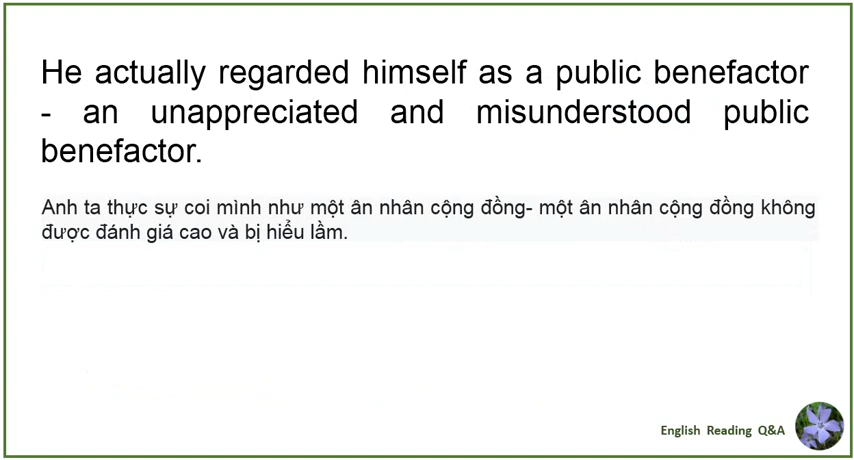 He actually regarded himself as a public benefactor
- an unappreciated and misunderstood public
benefactor.
Anh ta thực sự coi mình như một ân nhân cộng đồng- một ân nhân cộng đồng không
được đánh giá cao và bị hiểu lầm.
English Reading Q&A